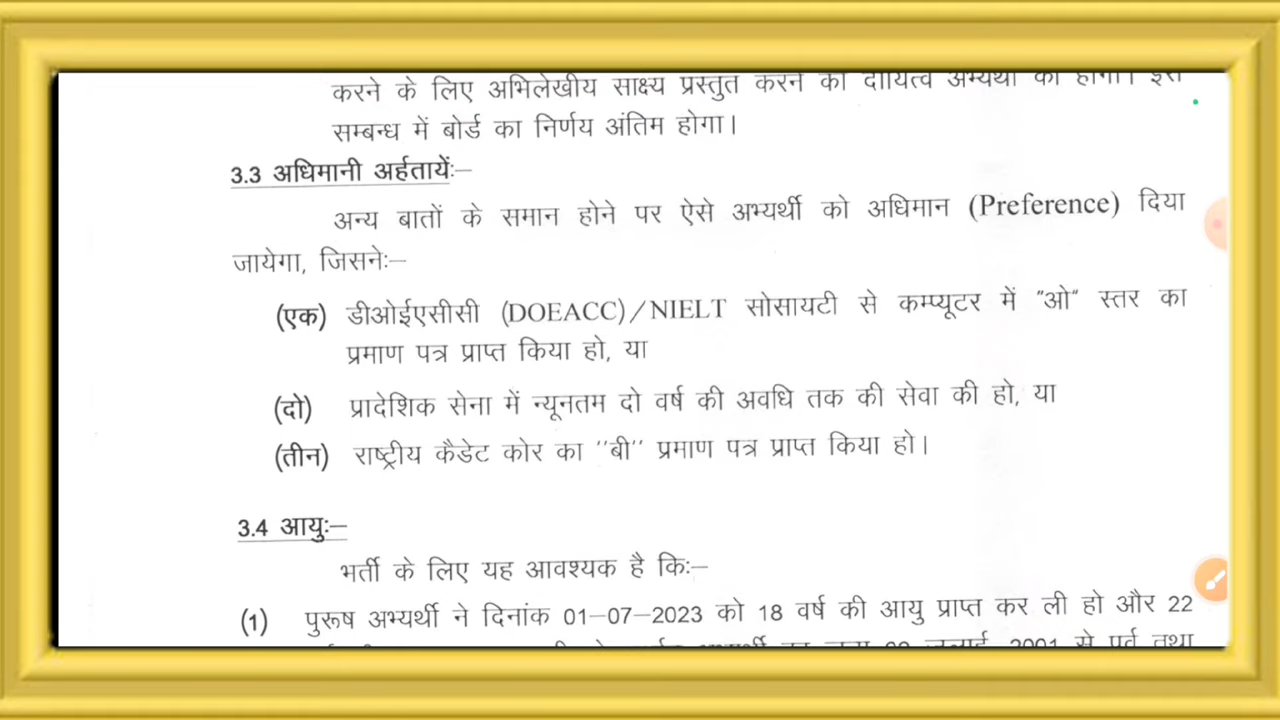 करने के लिए अभिलेखीय साक्ष्य प्रस्तुत करने का दायित्व अभ्यर्थी का होगा। इस
सम्बन्ध में बोर्ड का निर्णय अंतिम होगा।
3.3 अधिमानी अर्हतायेंः–
अन्य बातों के समान होने पर ऐसे अभ्यर्थी को अधिमान (Preference) दिया
जायेगा, जिसनेः–
(एक) डीओईएसीसी (DOEACC)/NIELT सोसायटी से कम्प्यूटर में "ओ" स्तर का
प्रमाण पत्र प्राप्त किया हो, या
(दो) प्रादेशिक सेना में न्यूनतम दो वर्ष की अवधि तक की सेवा की हो, या
(तीन) राष्ट्रीय कैडेट कोर का ''बी'' प्रमाण पत्र प्राप्त किया हो।
3.4 आयुः–
भर्ती के लिए यह आवश्यक है किः–
(1) पुरूष अभ्यर्थी ने दिनांक 01–07–2023 को 18 वर्ष की आयु प्राप्त कर ली हो और 22
जुलाई, 2001 से पूर्व तथा